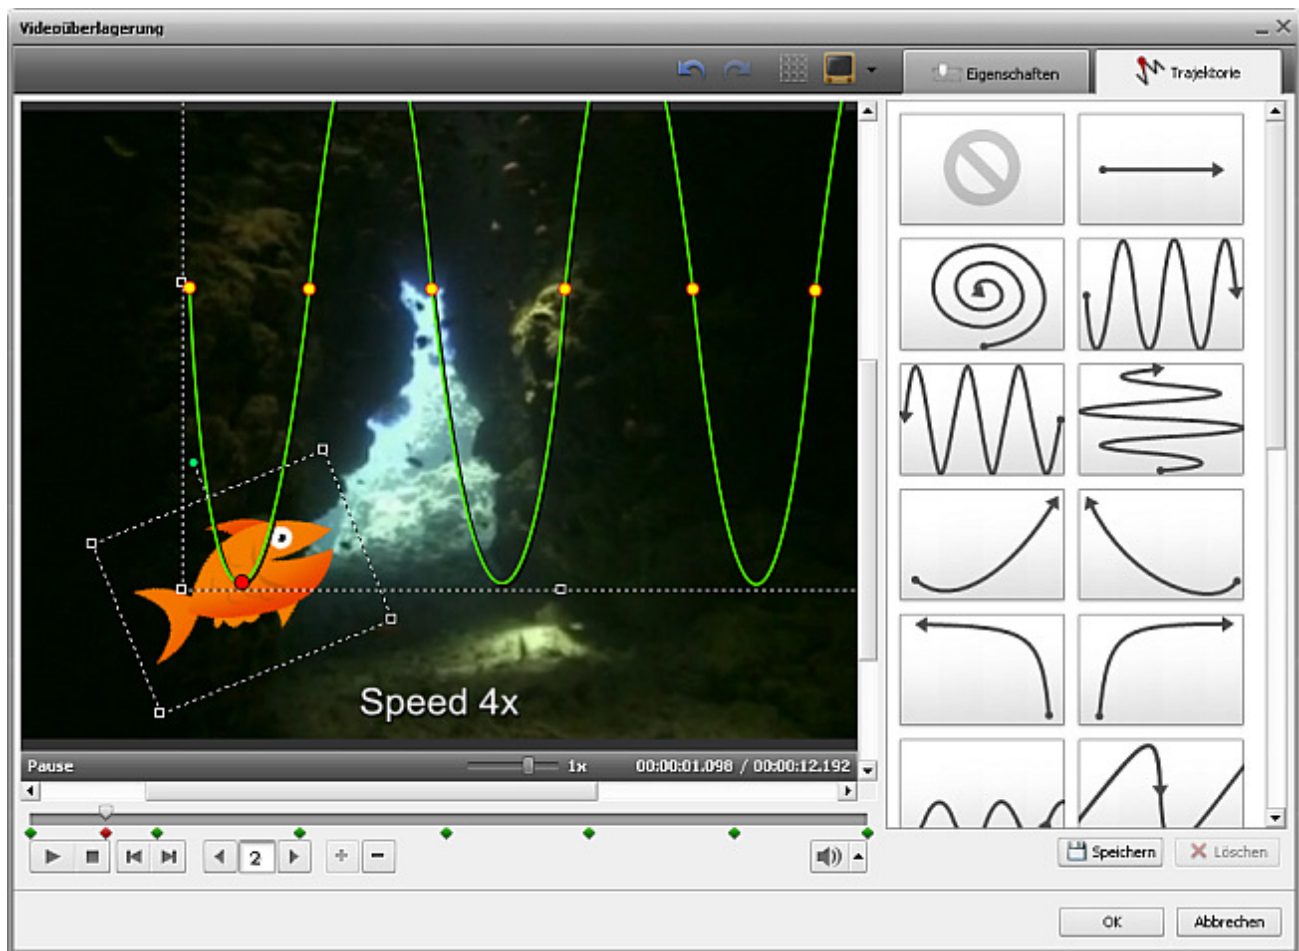 Videoüberlagerung
Eigenschaften
Trajektorie
Speed 4x
Pause
1x
00:00:01.098 / 00:00:12.192
2
Speichern
Löschen
OK
Abbrechen